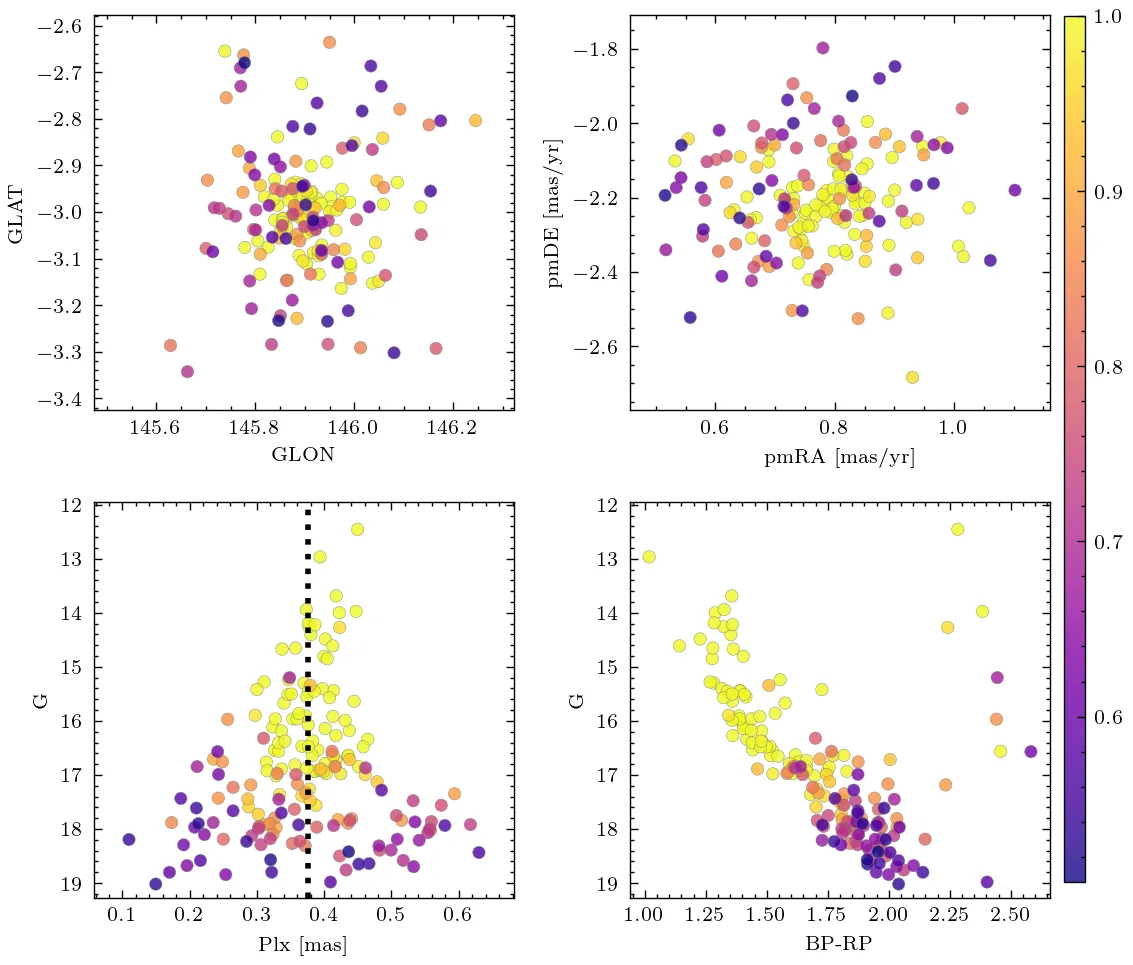 −2.6
−2.7
−2.8
−2.9
−3.0
−3.1
−3.2
−3.3
−3.4
GLAT
145.6 145.8 146.0 146.2
GLON
−1.8
−2.0
−2.2
−2.4
−2.6
pmDE [mas/yr]
0.6 0.8 1.0
pmRA [mas/yr]
1.0
0.9
0.8
0.7
0.6
12
13
14
15
16
17
18
19
G
0.1 0.2 0.3 0.4 0.5 0.6
Plx [mas]
12
13
14
15
16
17
18
19
G
1.00 1.25 1.50 1.75 2.00 2.25 2.50
BP-RP